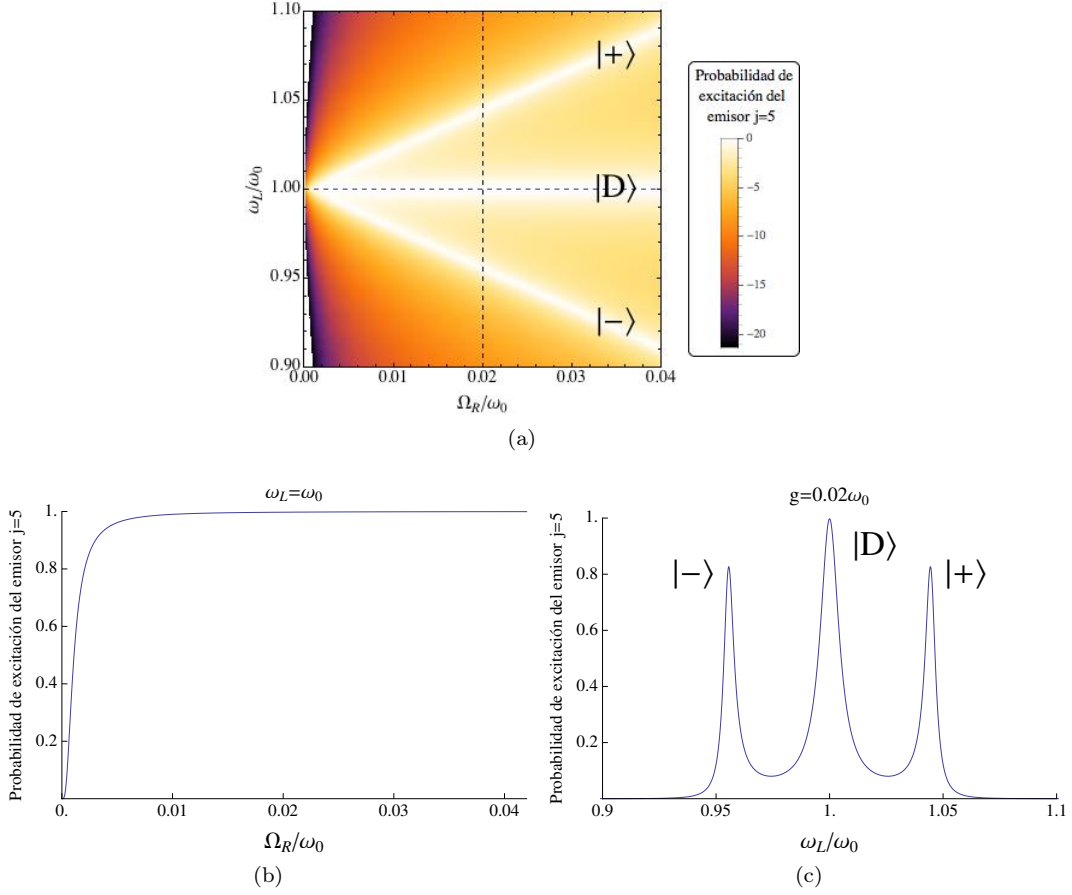 1.10
1.05
1.00
0.95
0.90
ω_L/ω_0
|+⟩
|D⟩
|−⟩
0.00 0.01 0.02 0.03 0.04
Ω_R/ω_0
Probabilidad de
excitación del
emisor j=5
0
-5
-10
-15
-20
(a)
ω_L=ω_0
Probabilidad de excitación del emisor j=5
1.
0.8
0.6
0.4
0.2
0. 0.01 0.02 0.03 0.04
Ω_R/ω_0
(b)
g=0.02ω_0
Probabilidad de excitación del emisor j=5
1.
0.8
0.6
0.4
0.2
|−⟩
|D⟩
|+⟩
0.9 0.95 1. 1.05 1.1
ω_L/ω_0
(c)